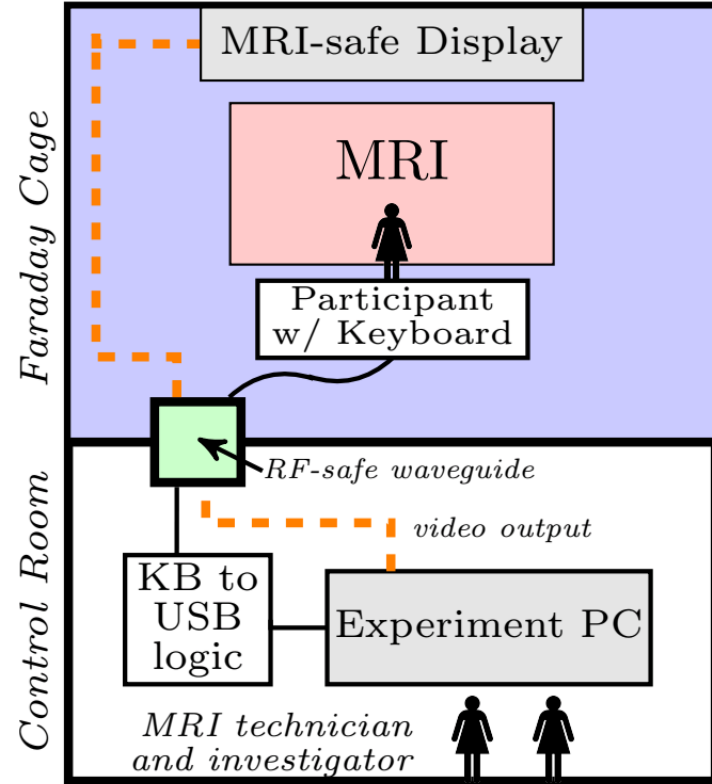 MRI-safe Display
MRI
Participant
w/ Keyboard
Faraday Cage
RF-safe waveguide
video output
KB to
USB
logic
Experiment PC
Control Room
MRI technician
and investigator